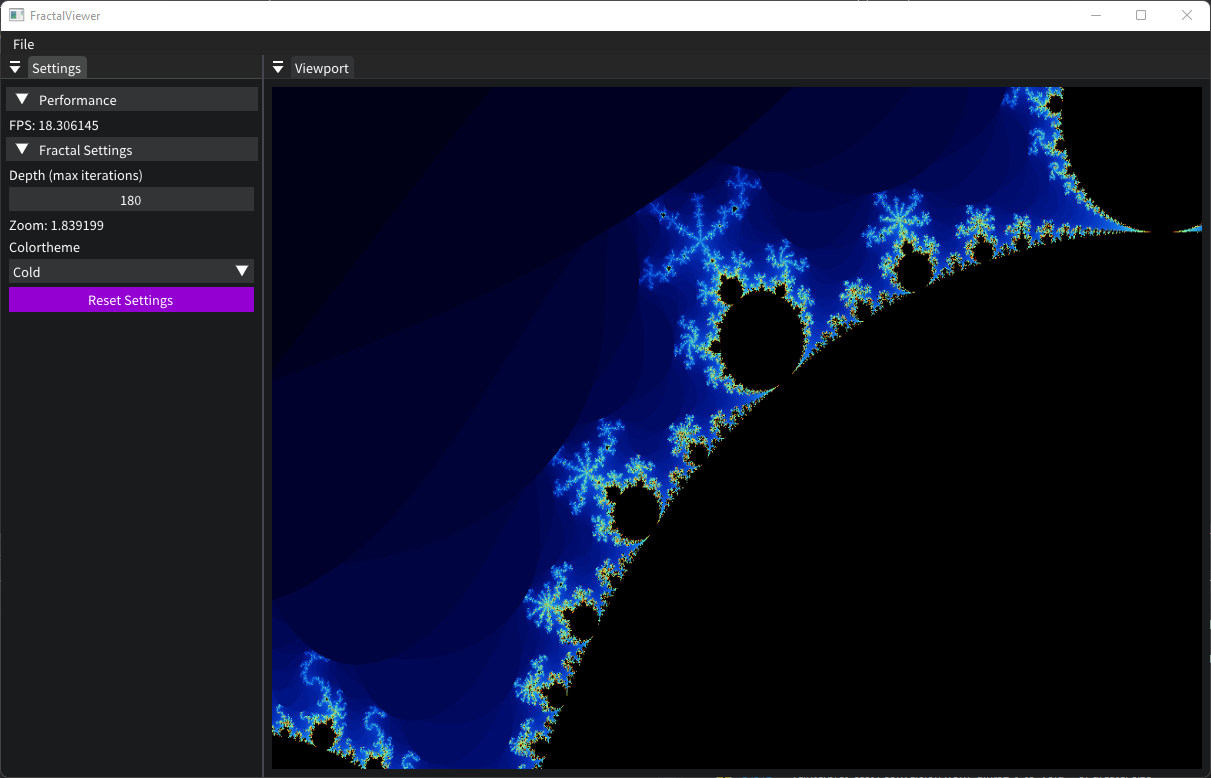 FractalViewer
File
Settings
Viewport
Performance
FPS: 18.306145
Fractal Settings
Depth (max iterations)
180
Zoom: 1.839199
Colortheme
Cold
Reset Settings